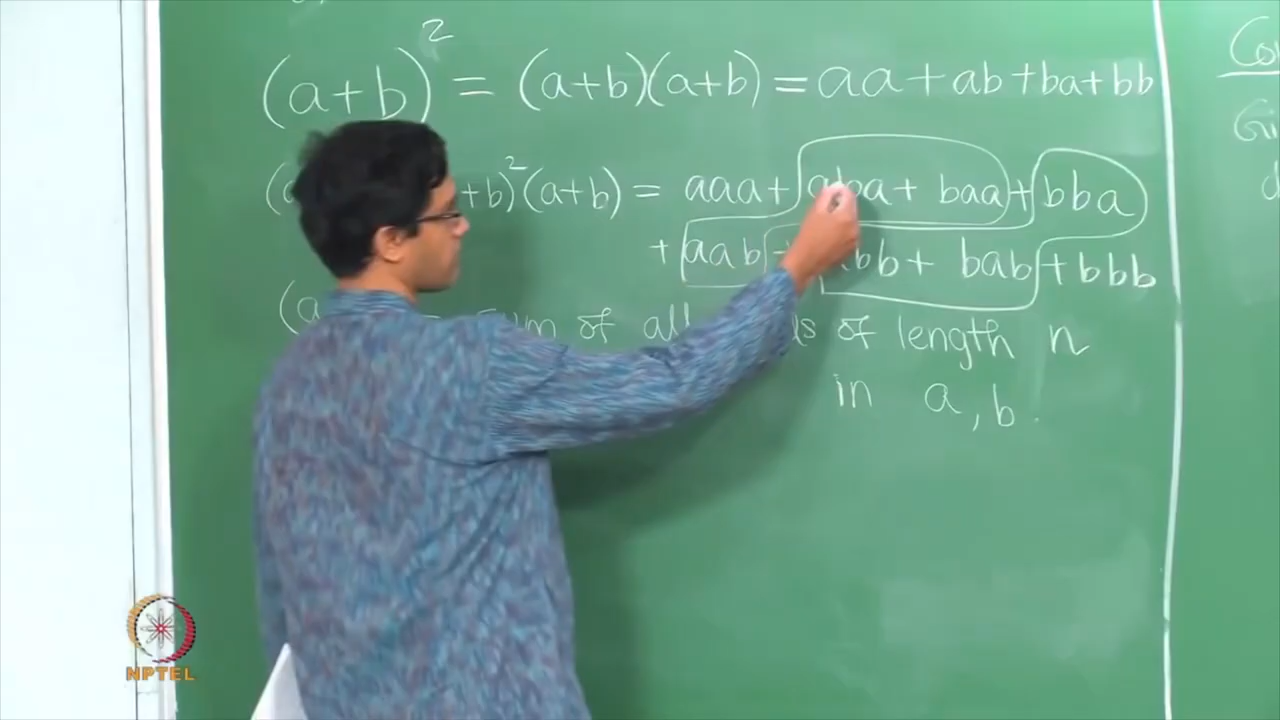 (a+b)² = (a+b)(a+b) = aa + ab + ba + bb
+b)²(a+b) = aaa + aba + baa + bba
+ aab + bb + bab + bbb
of all of length n
in a, b.
NPTEL